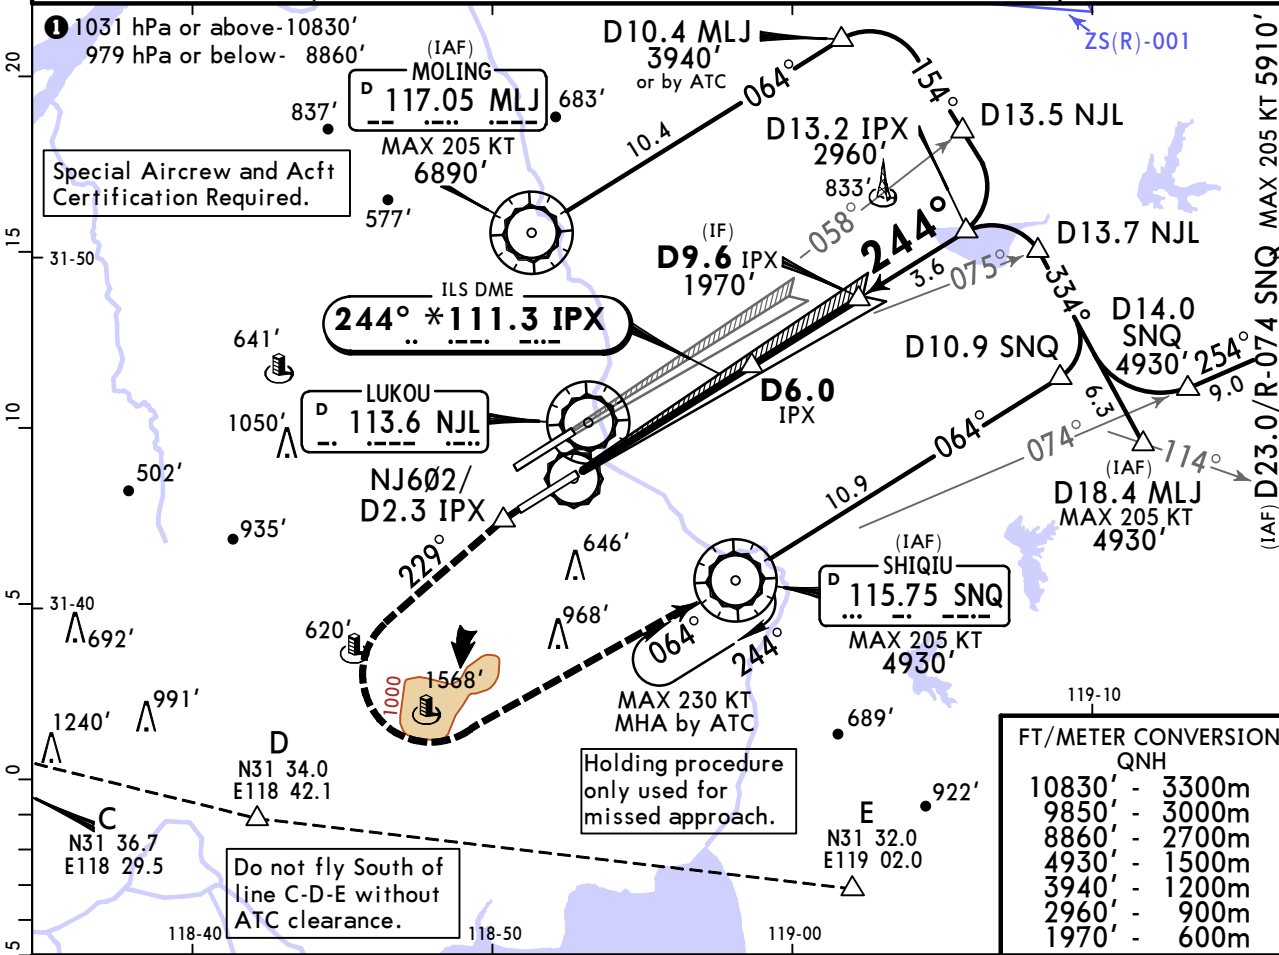 ❶ 1031 hPa or above-10830'
979 hPa or below- 8860'
ZS(R)-001
(IAF)
MOLING
D 117.05 MLJ
MAX 205 KT
6890'
D10.4 MLJ
3940'
or by ATC
064°
10.4
154°
D13.5 NJL
D13.2 IPX
2960'
833'
058°
837'
683'
577'
Special Aircrew and Acft
Certification Required.
(IF)
D9.6 IPX
1970'
244°
3.6
075°
D13.7 NJL
334°
ILS DME
244° *111.3 IPX
D14.0
SNQ
4930'
254°
9.0
D10.9 SNQ
6.3
641'
LUKOU
D 113.6 NJL
D6.0
IPX
1050'
502'
935'
NJ6Ø2/
D2.3 IPX
229°
064°
10.9
074°
114°
(IAF)
D18.4 MLJ
MAX 205 KT
4930'
(IAF) D23.0/R-074 SNQ MAX 205 KT 5910'
(IAF)
SHIQIU
D 115.75 SNQ
MAX 205 KT
4930'
646'
968'
620'
692'
991'
1240'
1000
1568'
064°
244°
MAX 230 KT
MHA by ATC
689'
922'
Holding procedure
only used for
missed approach.
D
N31 34.0
E118 42.1
C
N31 36.7
E118 29.5
E
N31 32.0
E119 02.0
Do not fly South of
line C-D-E without
ATC clearance.
31-50
31-40
118-40
118-50
119-00
119-10
20
15
10
5
0
5
FT/METER CONVERSION
QNH
10830' - 3300m
9850' - 3000m
8860' - 2700m
4930' - 1500m
3940' - 1200m
2960' - 900m
1970' - 600m